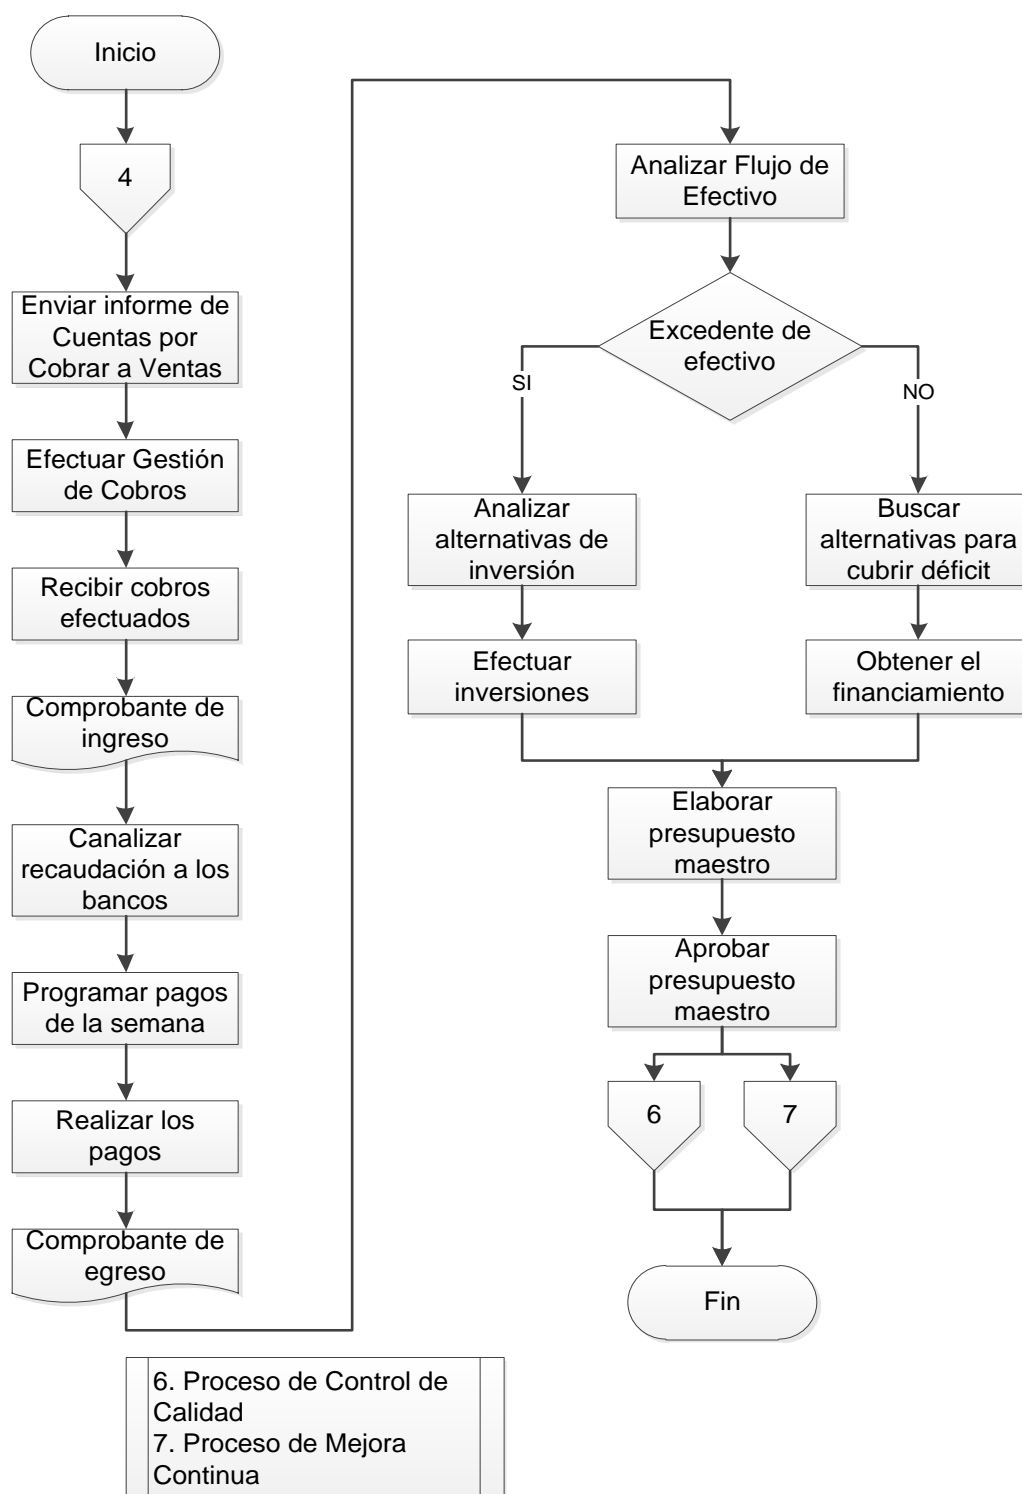 Inicio
4
Enviar informe de
Cuentas por
Cobrar a Ventas
Efectuar Gestión
de Cobros
Recibir cobros
efectuados
Comprobante de
ingreso
Canalizar
recaudación a los
bancos
Programar pagos
de la semana
Realizar los
pagos
Comprobante de
egreso
Analizar Flujo de
Efectivo
Excedente de
efectivo
SI
NO
Analizar
alternativas de
inversión
Efectuar
inversiones
Buscar
alternativas para
cubrir déficit
Obtener el
financiamiento
Elaborar
presupuesto
maestro
Aprobar
presupuesto
maestro
6
7
Fin
6. Proceso de Control de
Calidad
7. Proceso de Mejora
Continua